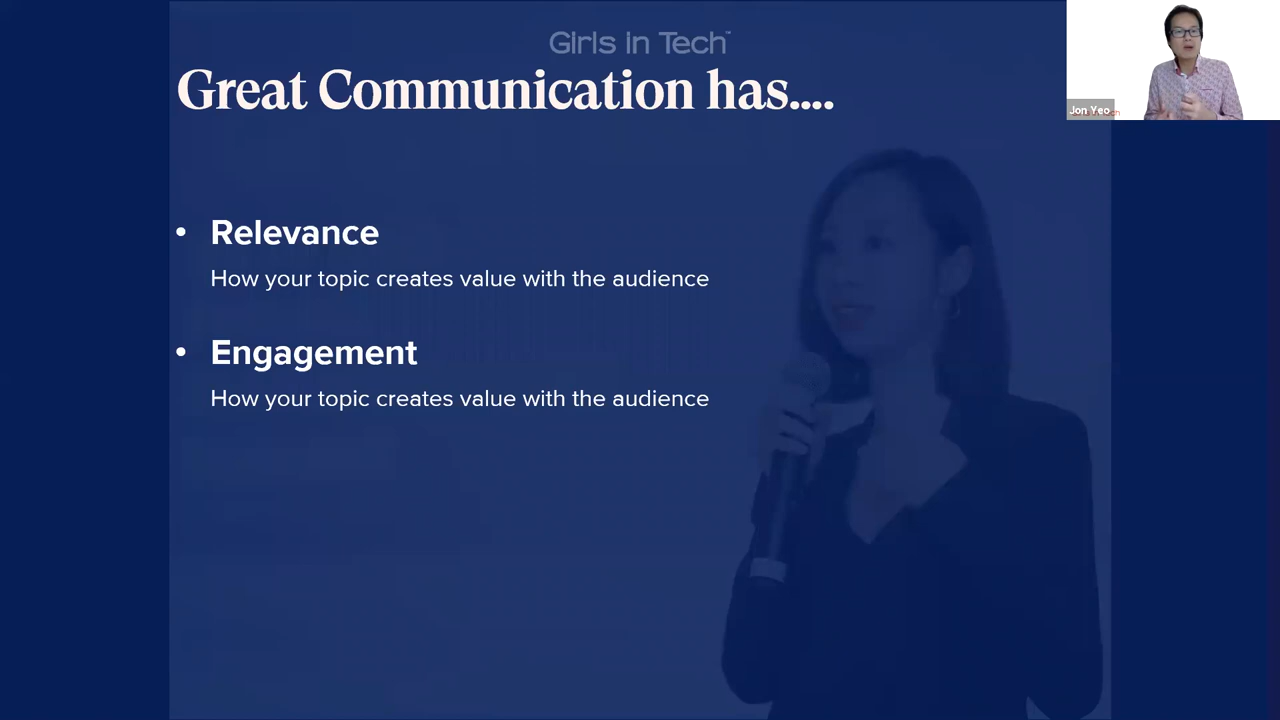 Girls in Tech™
Great Communication has....
• Relevance
How your topic creates value with the audience
• Engagement
How your topic creates value with the audience
Jon Yeo